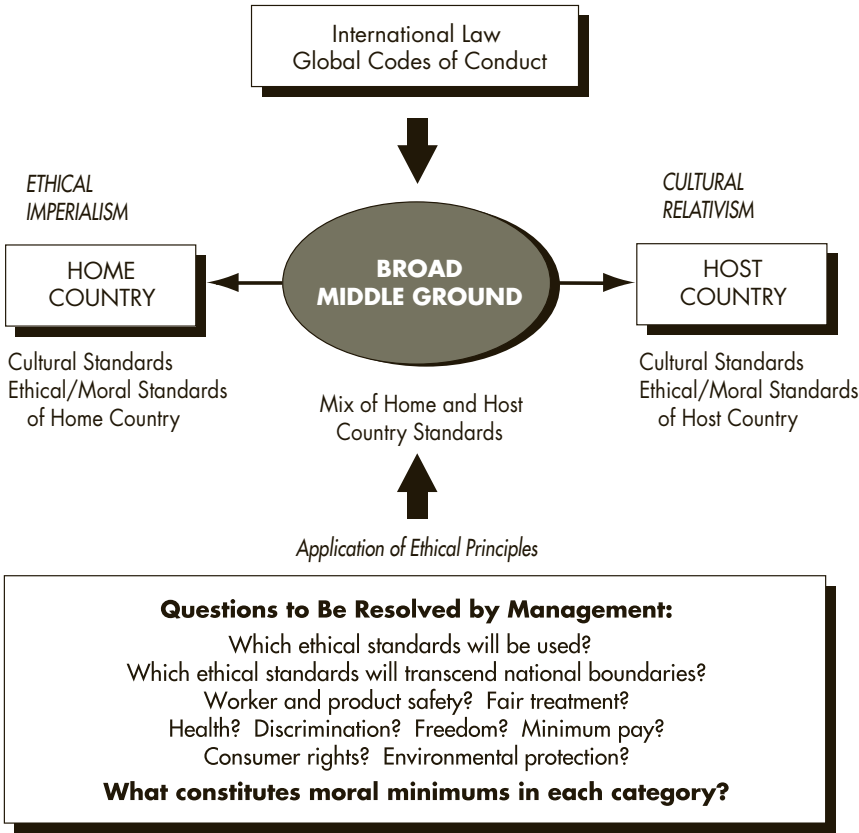 International Law
Global Codes of Conduct
ETHICAL
IMPERIALISM
CULTURAL
RELATIVISM
HOME
COUNTRY
BROAD
MIDDLE GROUND
HOST
COUNTRY
Cultural Standards
Ethical/Moral Standards
of Home Country
Mix of Home and Host
Country Standards
Cultural Standards
Ethical/Moral Standards
of Host Country
Application of Ethical Principles
Questions to Be Resolved by Management:
Which ethical standards will be used?
Which ethical standards will transcend national boundaries?
Worker and product safety? Fair treatment?
Health? Discrimination? Freedom? Minimum pay?
Consumer rights? Environmental protection?
What constitutes moral minimums in each category?